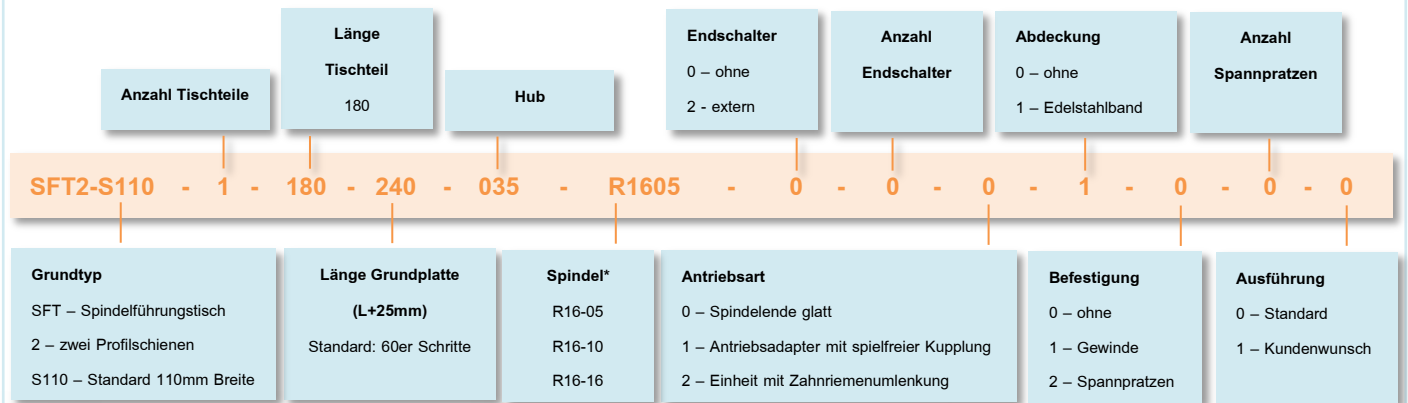 Anzahl Tischteile
Länge
Tischteil
180
Hub
Endschalter
0 – ohne
2 - extern
Anzahl
Endschalter
Abdeckung
0 – ohne
1 – Edelstahlband
Anzahl
Spannpratzen
SFT2-S110 - 1 - 180 - 240 - 035 - R1605 - 0 - 0 - 0 - 1 - 0 - 0 - 0
Grundtyp
SFT – Spindelführungstisch
2 – zwei Profilschienen
S110 – Standard 110mm Breite
Länge Grundplatte
(L+25mm)
Standard: 60er Schritte
Spindel*
R16-05
R16-10
R16-16
Antriebsart
0 – Spindelende glatt
1 – Antriebsadapter mit spielfreier Kupplung
2 – Einheit mit Zahnriemenumlenkung
Befestigung
0 – ohne
1 – Gewinde
2 – Spannpratzen
Ausführung
0 – Standard
1 – Kundenwunsch